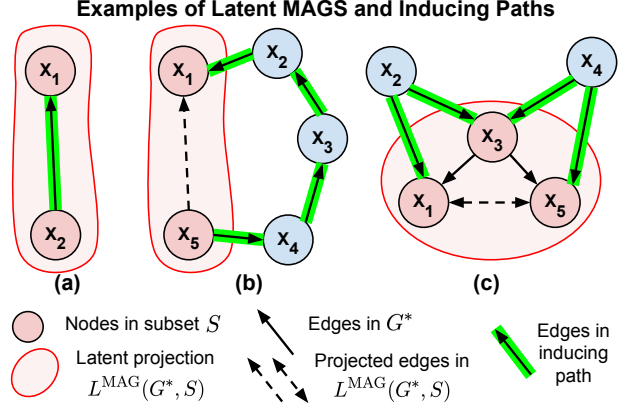 Examples of Latent MAGS and Inducing Paths
X1
X2
(a)
X1
X2
X3
X5
X4
(b)
X2
X4
X3
X1
X5
(c)
Nodes in subset S
Edges in G*
Edges in
inducing
path
Latent projection
L^MAG(G*, S)
Projected edges in
L^MAG(G*, S)